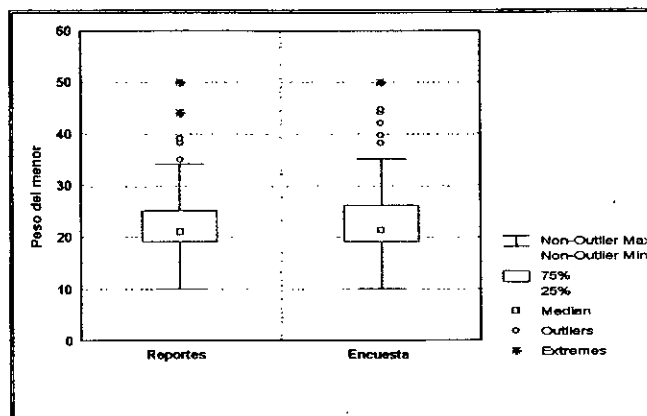 60
50
40
30
20
10
0
Peso del menor
Reportes
Encuesta
Non-Outlier Max
Non-Outlier Min
75%
25%
Median
Outliers
Extremes